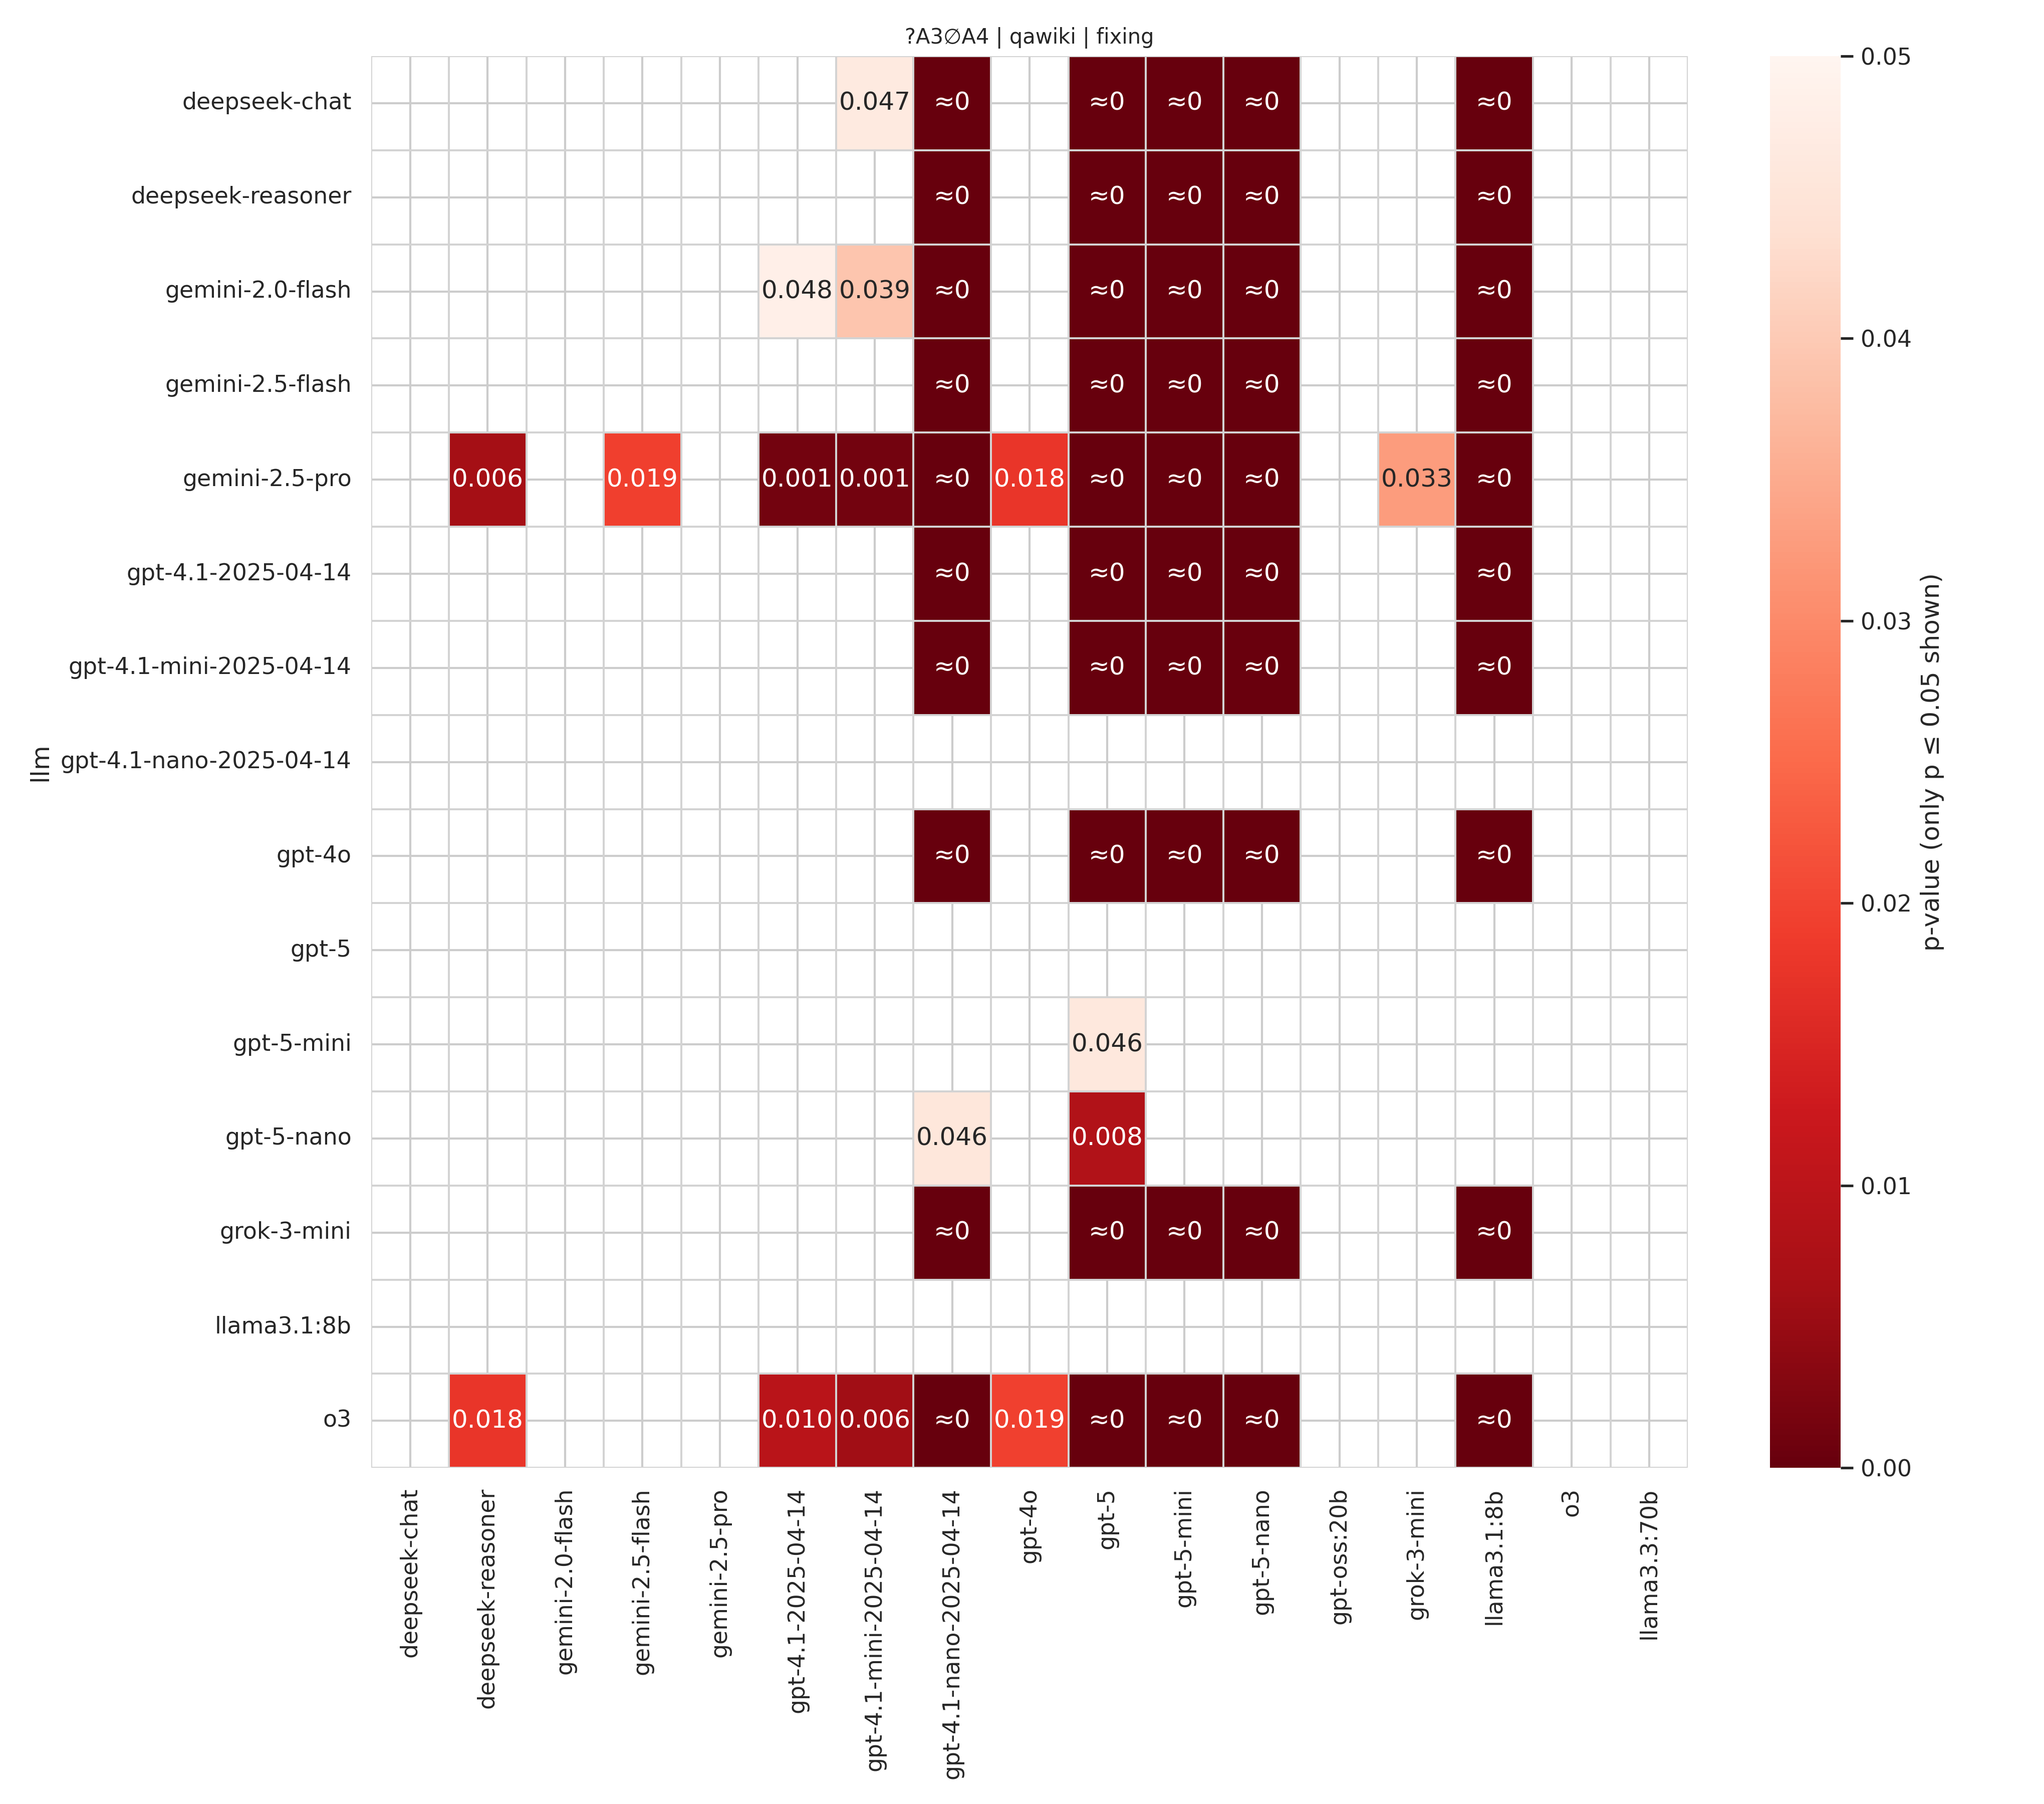 ?A3∅A4 | qawiki | fixing
deepseek-chat 0.047 ≈0 ≈0 ≈0 ≈0 ≈0
deepseek-reasoner ≈0 ≈0 ≈0 ≈0 ≈0
gemini-2.0-flash 0.048 0.039 ≈0 ≈0 ≈0 ≈0 ≈0
gemini-2.5-flash ≈0 ≈0 ≈0 ≈0 ≈0
gemini-2.5-pro 0.006 0.019 0.001 0.001 ≈0 0.018 ≈0 ≈0 ≈0 0.033 ≈0
gpt-4.1-2025-04-14 ≈0 ≈0 ≈0 ≈0 ≈0
gpt-4.1-mini-2025-04-14 ≈0 ≈0 ≈0 ≈0 ≈0
gpt-4.1-nano-2025-04-14
gpt-4o ≈0 ≈0 ≈0 ≈0 ≈0
gpt-5
gpt-5-mini 0.046
gpt-5-nano 0.046 0.008
grok-3-mini ≈0 ≈0 ≈0 ≈0 ≈0
llama3.1:8b
o3 0.018 0.010 0.006 ≈0 0.019 ≈0 ≈0 ≈0 ≈0
llm
deepseek-chat
deepseek-reasoner
gemini-2.0-flash
gemini-2.5-flash
gemini-2.5-pro
gpt-4.1-2025-04-14
gpt-4.1-mini-2025-04-14
gpt-4.1-nano-2025-04-14
gpt-4o
gpt-5
gpt-5-mini
gpt-5-nano
gpt-oss:20b
grok-3-mini
llama3.1:8b
o3
llama3.3:70b
0.05
0.04
0.03
0.02
0.01
0.00
p-value (only p ≤ 0.05 shown)